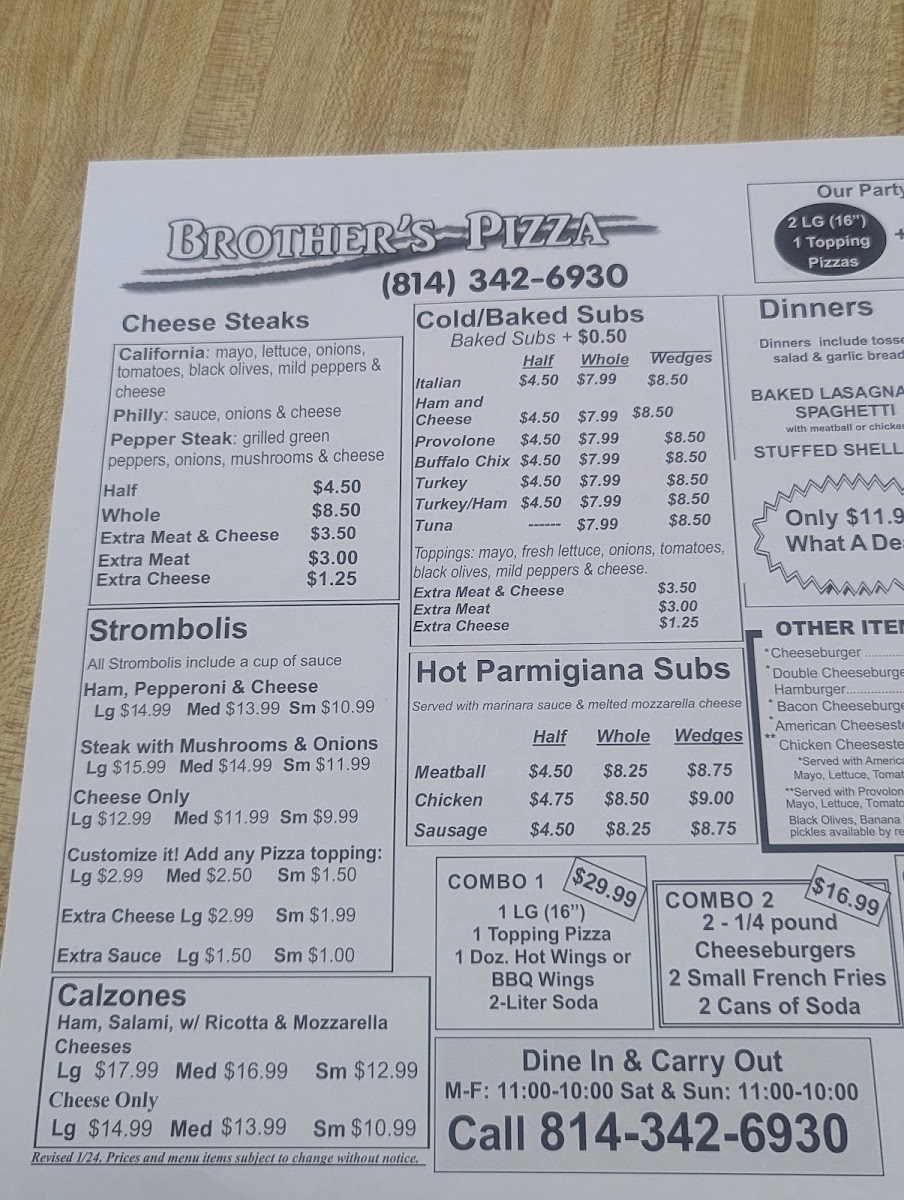 BROTHER'S PIZZA
(814) 342-6930
Cheese Steaks
California: mayo, lettuce, onions,
tomatoes, black olives, mild peppers &
cheese
Philly: sauce, onions & cheese
Pepper Steak: grilled green
peppers, onions, mushrooms & cheese
Half $4.50
Whole $8.50
Extra Meat & Cheese $3.50
Extra Meat $3.00
Extra Cheese $1.25
Strombolis
All Strombolis include a cup of sauce
Ham, Pepperoni & Cheese
Lg $14.99 Med $13.99 Sm $10.99
Steak with Mushrooms & Onions
Lg $15.99 Med $14.99 Sm $11.99
Cheese Only
Lg $12.99 Med $11.99 Sm $9.99
Customize it! Add any Pizza topping:
Lg $2.99 Med $2.50 Sm $1.50
Extra Cheese Lg $2.99 Sm $1.99
Extra Sauce Lg $1.50 Sm $1.00
Calzones
Ham, Salami, w/ Ricotta & Mozzarella
Cheeses
Lg $17.99 Med $16.99 Sm $12.99
Cheese Only
Lg $14.99 Med $13.99 Sm $10.99
Revised 1/24. Prices and menu items subject to change without notice.
Cold/Baked Subs
Baked Subs + $0.50
Half Whole Wedges
Italian $4.50 $7.99 $8.50
Ham and
Cheese $4.50 $7.99 $8.50
Provolone $4.50 $7.99 $8.50
Buffalo Chix $4.50 $7.99 $8.50
Turkey $4.50 $7.99 $8.50
Turkey/Ham $4.50 $7.99 $8.50
Tuna ------ $7.99 $8.50
Toppings: mayo, fresh lettuce, onions, tomatoes,
black olives, mild peppers & cheese.
Extra Meat & Cheese $3.50
Extra Meat $3.00
Extra Cheese $1.25
Hot Parmigiana Subs
Served with marinara sauce & melted mozzarella cheese
Half Whole Wedges
Meatball $4.50 $8.25 $8.75
Chicken $4.75 $8.50 $9.00
Sausage $4.50 $8.25 $8.75
COMBO 1 $29.99
1 LG (16")
1 Topping Pizza
1 Doz. Hot Wings or
BBQ Wings
2-Liter Soda
COMBO 2 $16.99
2 - 1/4 pound
Cheeseburgers
2 Small French Fries
2 Cans of Soda
Dine In & Carry Out
M-F: 11:00-10:00 Sat & Sun: 11:00-10:00
Call 814-342-6930
Our Party
2 LG (16")
1 Topping
Pizzas
+
Dinners
Dinners include tosse
salad & garlic bread
BAKED LASAGNA
SPAGHETTI
with meatball or chicken
STUFFED SHELL
Only $11.9
What A De
OTHER ITEM
*Cheeseburger ..........
*Double Cheeseburge
Hamburger....................
*Bacon Cheeseburge
*American Cheesest
**Chicken Cheeseste
*Served with America
Mayo, Lettuce, Tomat
**Served with Provolon
Mayo, Lettuce, Tomato
Black Olives, Banana
pickles available by re